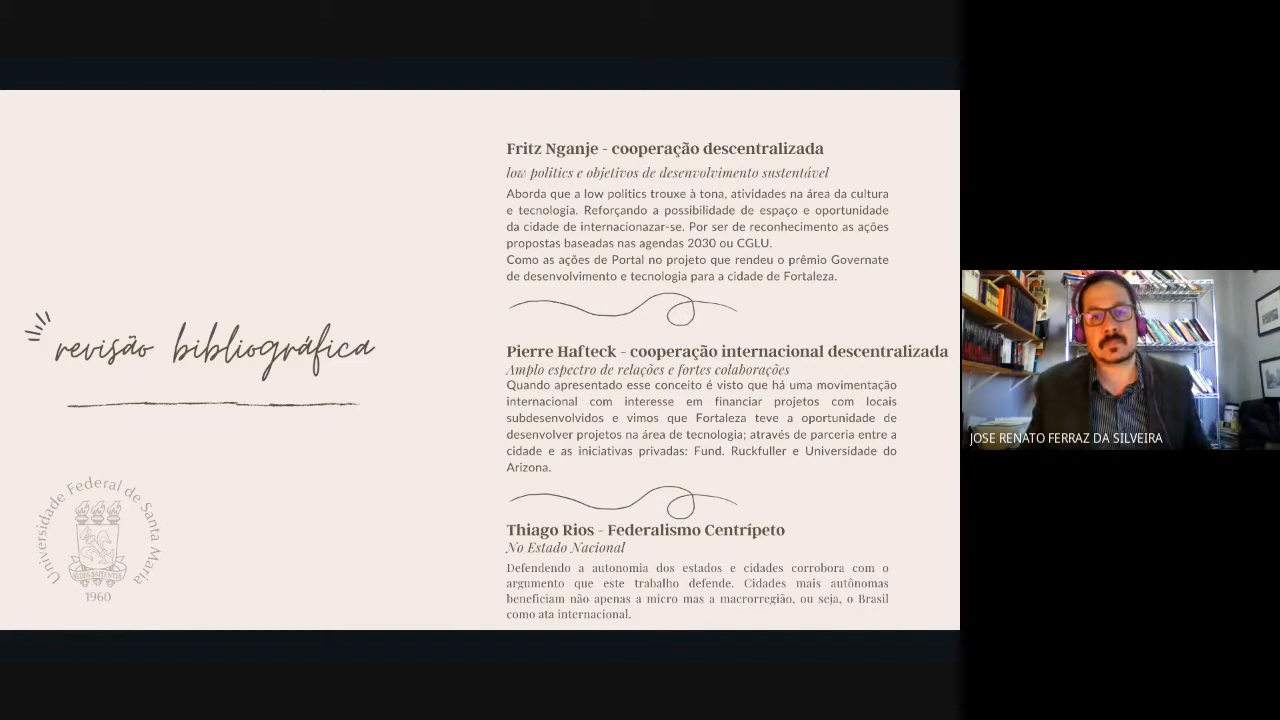 Fritz Nganje - cooperação descentralizada
low politics e objetivos de desenvolvimento sustentável
Aborda que a low politics trouxe à tona, atividades na área da cultura
e tecnologia. Reforçando a possibilidade de espaço e oportunidade
da cidade de internacionazar-se. Por ser de reconhecimento as ações
propostas baseadas nas agendas 2030 ou CGLU.
Como as ações de Portal no projeto que rendeu o prêmio Governate
de desenvolvimento e tecnologia para a cidade de Fortaleza.
revisão bibliográfica
Pierre Hafteck - cooperação internacional descentralizada
Amplo espectro de relações e fortes colaborações
Quando apresentado esse conceito é visto que há uma movimentação
internacional com interesse em financiar projetos com locais
subdesenvolvidos e vimos que Fortaleza teve a oportunidade de
desenvolver projetos na área de tecnologia; através de parceria entre a
cidade e as iniciativas privadas: Fund. Ruckfuller e Universidade do
Arizona.
Thiago Rios - Federalismo Centrípeto
No Estado Nacional
Defendendo a autonomia dos estados e cidades corrobora com o
argumento que este trabalho defende. Cidades mais autônomas
beneficiam não apenas a micro mas a macrorregião, ou seja, o Brasil
como ata internacional.
Universidade Federal de Santa Maria
SEDES SAPIENTIAE
1960
JOSE RENATO FERRAZ DA SILVEIRA